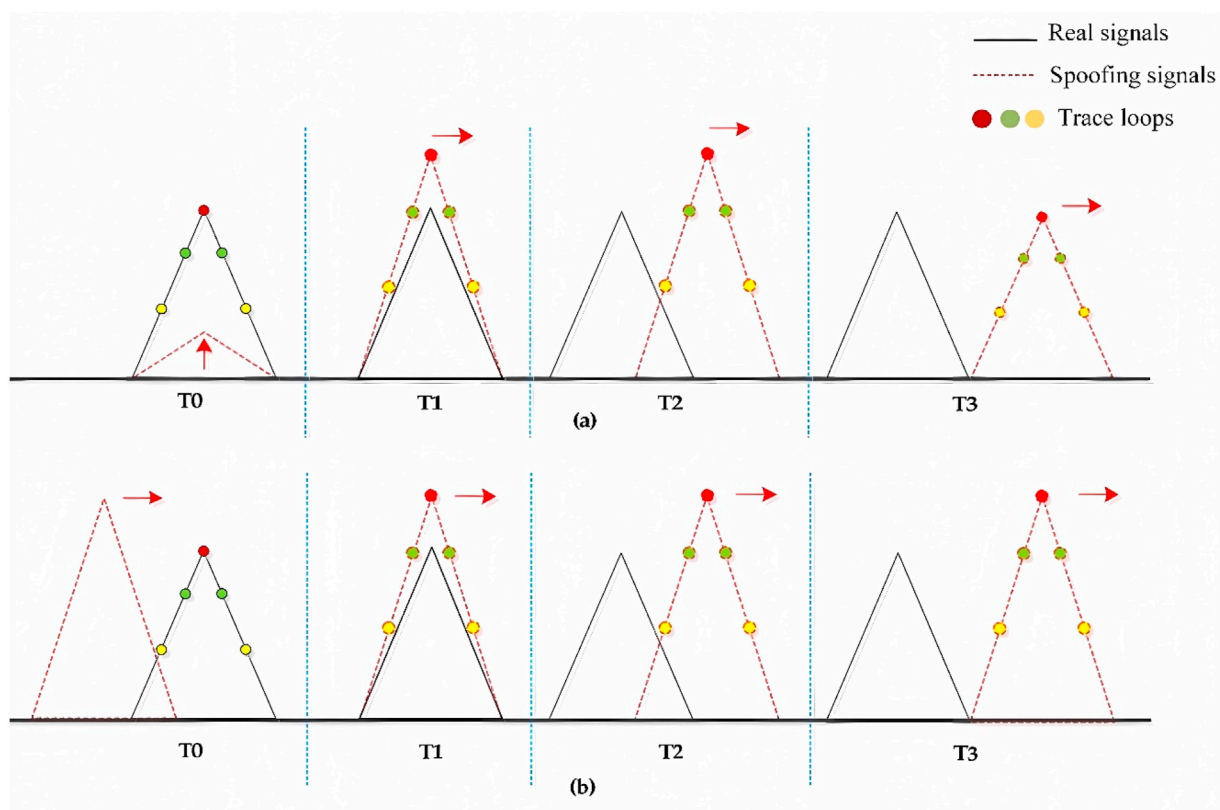 Real signals
Spoofing signals
Trace loops
T0
T1
T2
T3
(a)
T0
T1
T2
T3
(b)